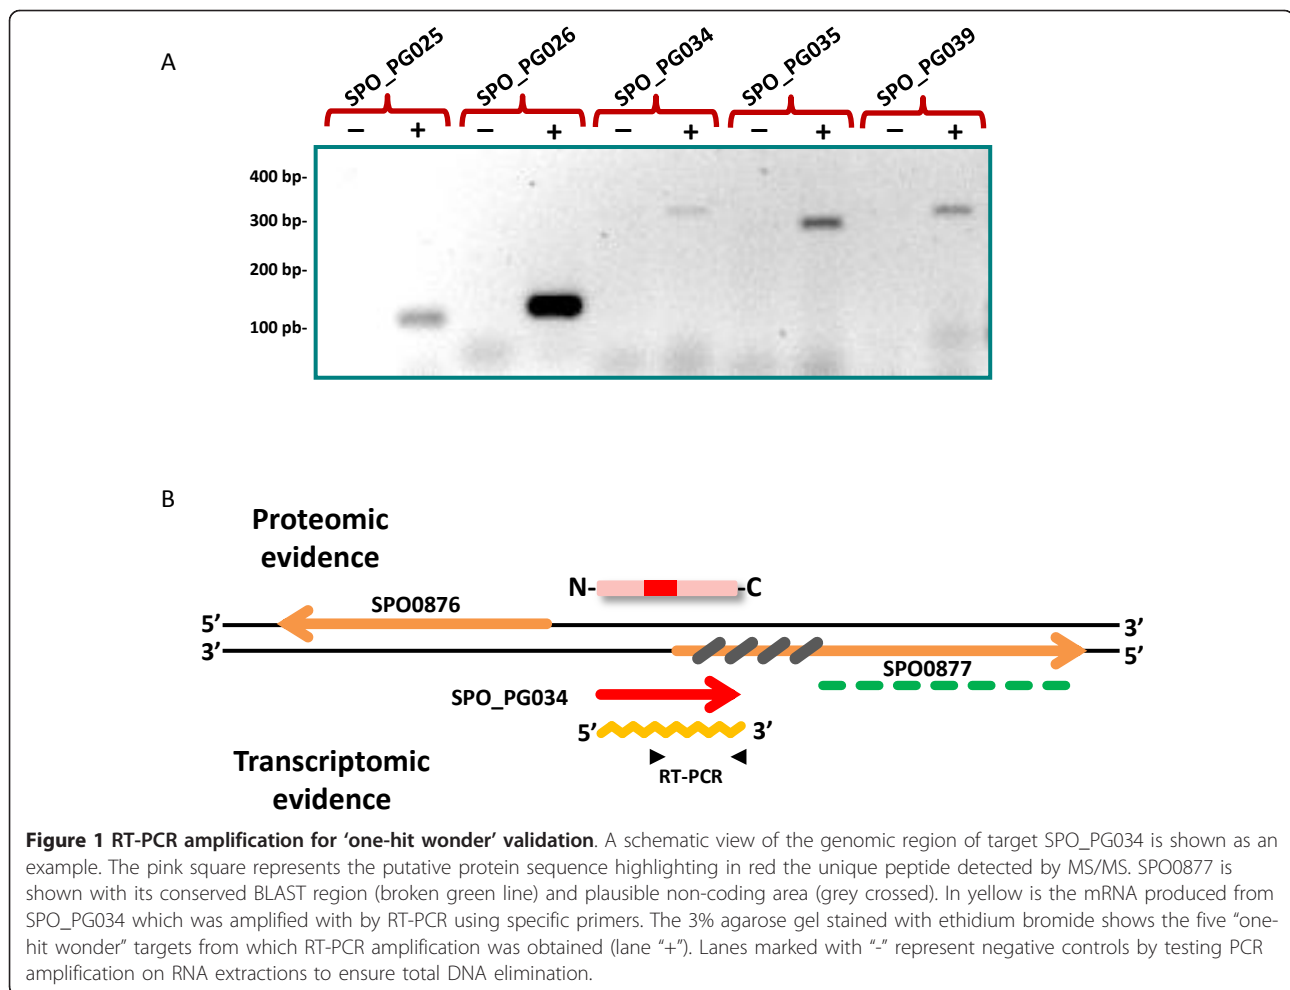 A
SPO_PG025 SPO_PG026 SPO_PG034 SPO_PG035 SPO_PG039
– + – + – + – + – +
400 bp-
300 bp-
200 bp-
100 pb-
B
Proteomic
evidence
N- -C
SPO0876
5’ 3’
3’ 5’
SPO0877
SPO_PG034
5’ 3’
Transcriptomic
evidence
RT-PCR
Figure 1 RT-PCR amplification for ‘one-hit wonder’ validation. A schematic view of the genomic region of target SPO_PG034 is shown as an
example. The pink square represents the putative protein sequence highlighting in red the unique peptide detected by MS/MS. SPO0877 is
shown with its conserved BLAST region (broken green line) and plausible non-coding area (grey crossed). In yellow is the mRNA produced from
SPO_PG034 which was amplified with by RT-PCR using specific primers. The 3% agarose gel stained with ethidium bromide shows the five “one-
hit wonder” targets from which RT-PCR amplification was obtained (lane “+”). Lanes marked with “-” represent negative controls by testing PCR
amplification on RNA extractions to ensure total DNA elimination.